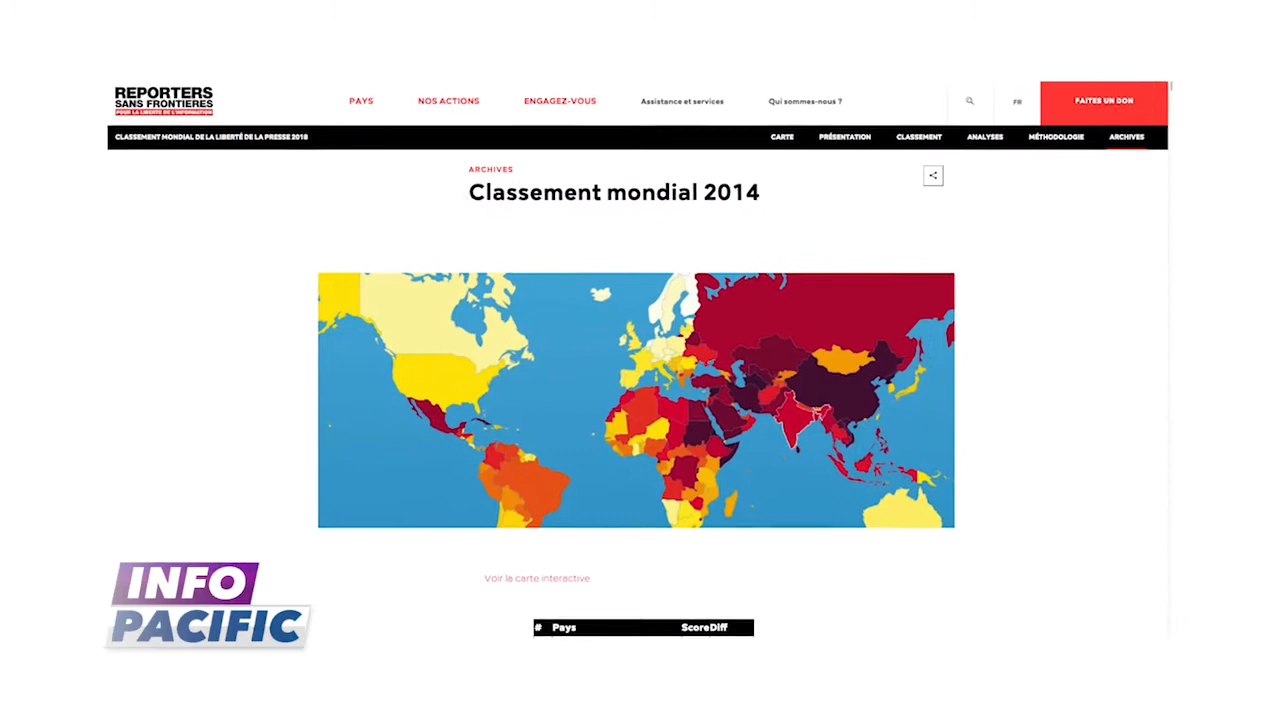 REPORTERS
SANS FRONTIERES
POUR LA LIBERTÉ DE L'INFORMATION
PAYS
NOS ACTIONS
ENGAGEZ-VOUS
Assistance et services
Qui sommes-nous ?
FR
FAITES UN DON
CLASSEMENT MONDIAL DE LA LIBERTÉ DE LA PRESSE 2018
CARTE
PRÉSENTATION
CLASSEMENT
ANALYSES
MÉTHODOLOGIE
ARCHIVES
ARCHIVES
Classement mondial 2014
Voir la carte interactive
# Pays ScoreDiff
INFO
PACIFIC